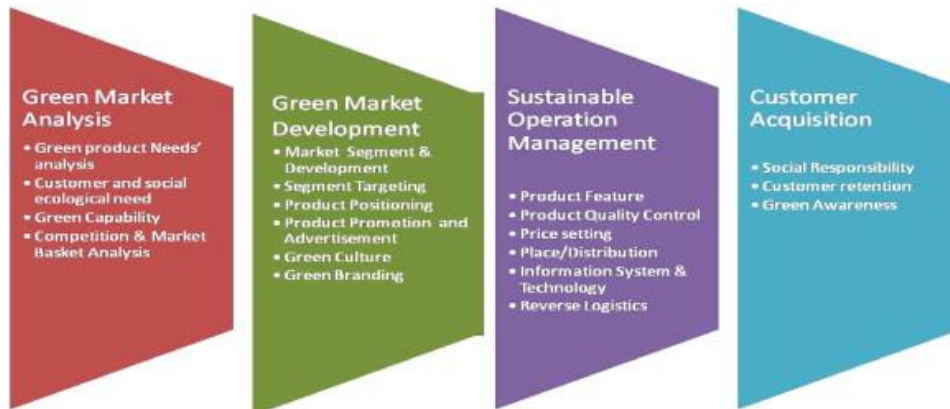 Green Market
Analysis
• Green product Needs'
analysis
• Customer and social
ecological need
• Green Capability
• Competition & Market
Basket Analysis
Green Market
Development
• Market Segment &
Development
• Segment Targeting
• Product Positioning
• Product Promotion and
Advertisement
• Green Culture
• Green Branding
Sustainable
Operation
Management
• Product Feature
• Product Quality Control
• Price setting
• Place/Distribution
• Information System &
Technology
• Reverse Logistics
Customer
Acquisition
• Social Responsibility
• Customer retention
• Green Awareness